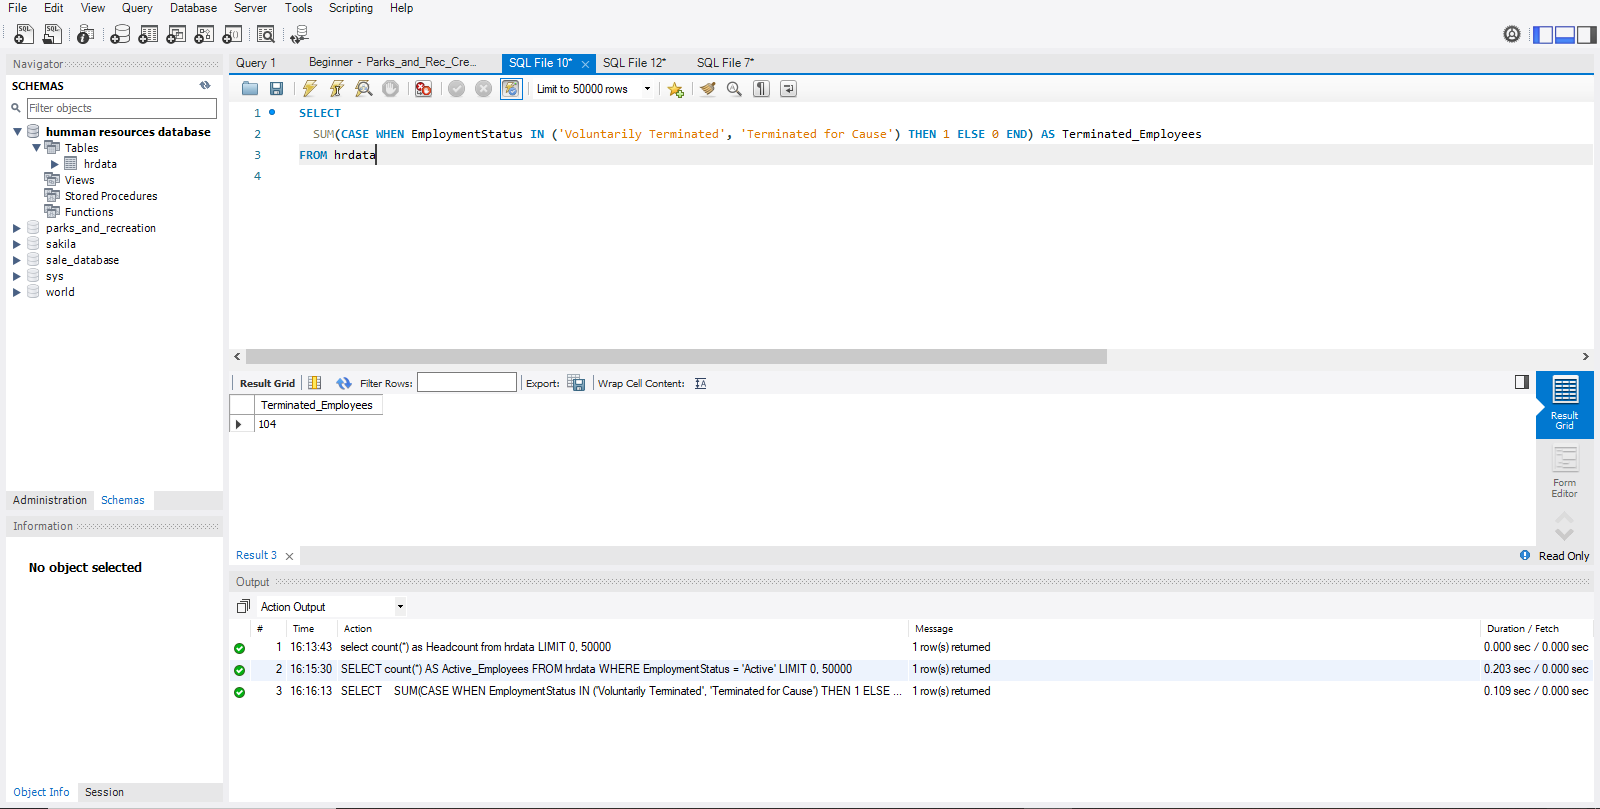 File Edit View Query Database Server Tools Scripting Help
Navigator
SCHEMAS
Filter objects
humman resources database
Tables
hrdata
Views
Stored Procedures
Functions
parks_and_recreation
sakila
sale_database
sys
world
Administration Schemas
Information
No object selected
Object Info Session
Query 1 Beginner - Parks_and_Rec_Cre... SQL File 10* SQL File 12* SQL File 7*
Limit to 50000 rows
1 SELECT
2 SUM(CASE WHEN EmploymentStatus IN ('Voluntarily Terminated', 'Terminated for Cause') THEN 1 ELSE 0 END) AS Terminated_Employees
3 FROM hrdata
4
Result Grid Filter Rows: Export: Wrap Cell Content:
Terminated_Employees
104
Result Grid
Form Editor
Result 3 Read Only
Output
Action Output
# Time Action Message Duration / Fetch
1 16:13:43 select count(*) as Headcount from hrdata LIMIT 0, 50000 1 row(s) returned 0.000 sec / 0.000 sec
2 16:15:30 SELECT count(*) AS Active_Employees FROM hrdata WHERE EmploymentStatus = 'Active' LIMIT 0, 50000 1 row(s) returned 0.203 sec / 0.000 sec
3 16:16:13 SELECT SUM(CASE WHEN EmploymentStatus IN ('Voluntarily Terminated', 'Terminated for Cause') THEN 1 ELSE ... 1 row(s) returned 0.109 sec / 0.000 sec